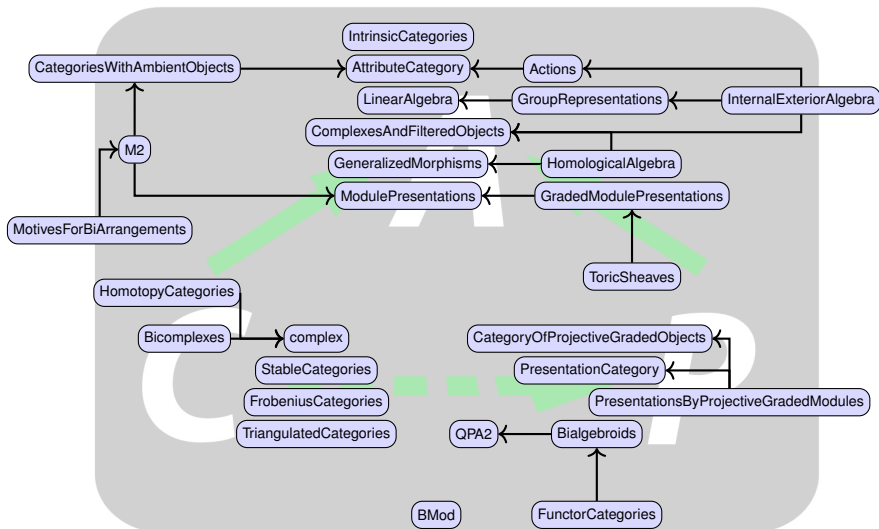 IntrinsicCategories
CategoriesWithAmbientObjects AttributeCategory Actions
LinearAlgebra GroupRepresentations InternalExteriorAlgebra
ComplexesAndFilteredObjects
M2
GeneralizedMorphisms HomologicalAlgebra
ModulePresentations GradedModulePresentations
MotivesForBiArrangements
A
ToricSheaves
HomotopyCategories
Bicomplexes complex CategoryOfProjectiveGradedObjects
StableCategories PresentationCategory
C P
FrobeniusCategories PresentationsByProjectiveGradedModules
TriangulatedCategories QPA2 Bialgebroids
BMod FunctorCategories